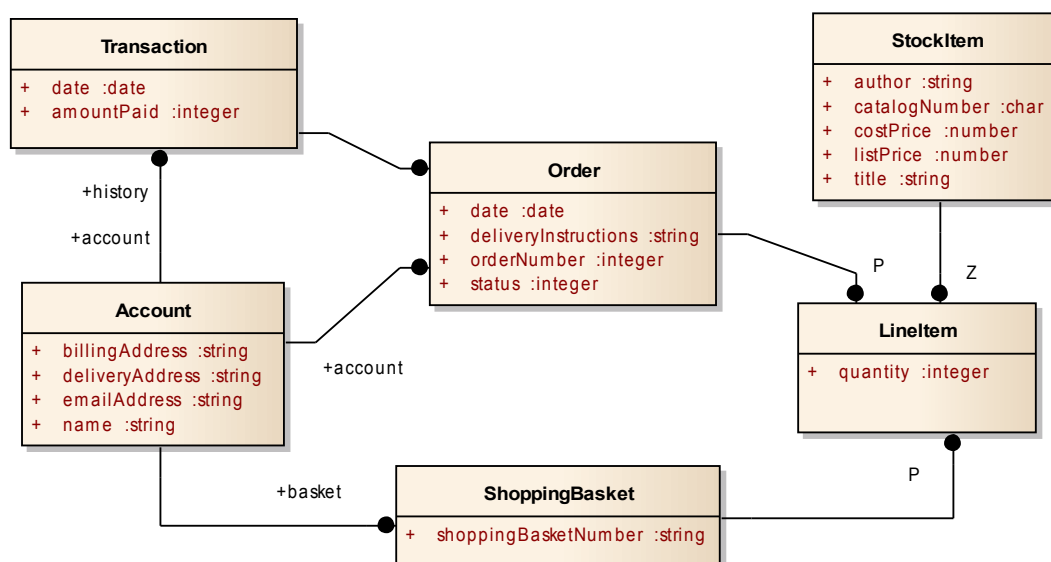 Transaction
+ date :date
+ amountPaid :integer
StockItem
+ author :string
+ catalogNumber :char
+ costPrice :number
+ listPrice :number
+ title :string
Order
+ date :date
+ deliveryInstructions :string
+ orderNumber :integer
+ status :integer
+history
+account
P
Z
Account
+ billingAddress :string
+ deliveryAddress :string
+ emailAddress :string
+ name :string
+account
LineItem
+ quantity :integer
+basket
P
ShoppingBasket
+ shoppingBasketNumber :string